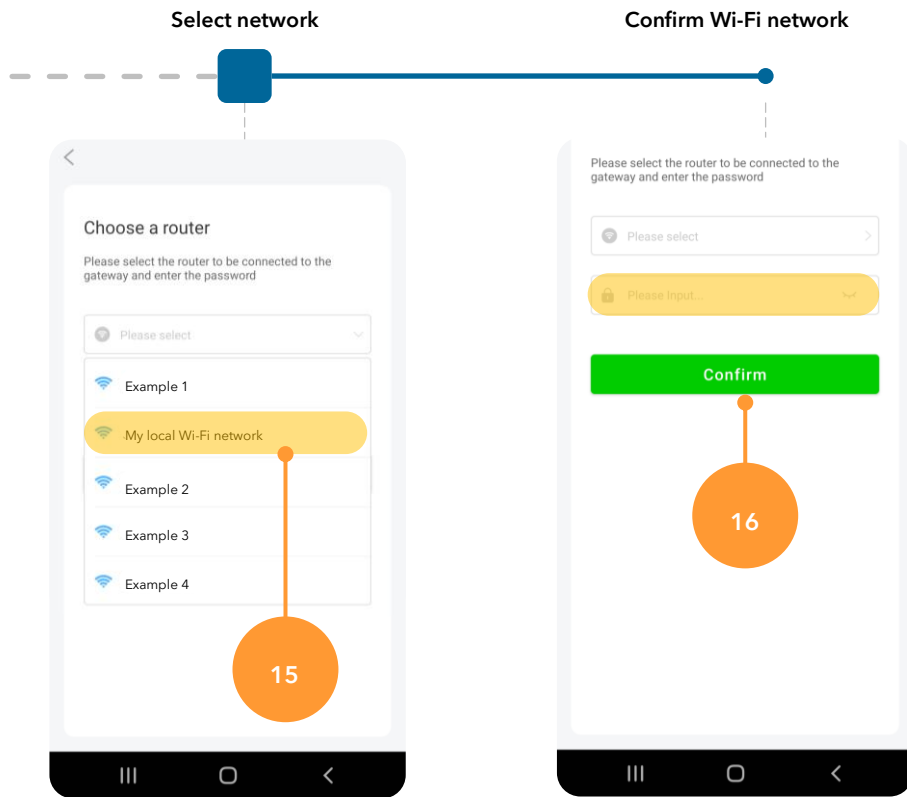 Select network
Confirm Wi-Fi network
Choose a router
Please select the router to be connected to the
gateway and enter the password
Please select
Example 1
My local Wi-Fi network
Example 2
Example 3
Example 4
15
Please select the router to be connected to the
gateway and enter the password
Please select
Please Input...
Confirm
16